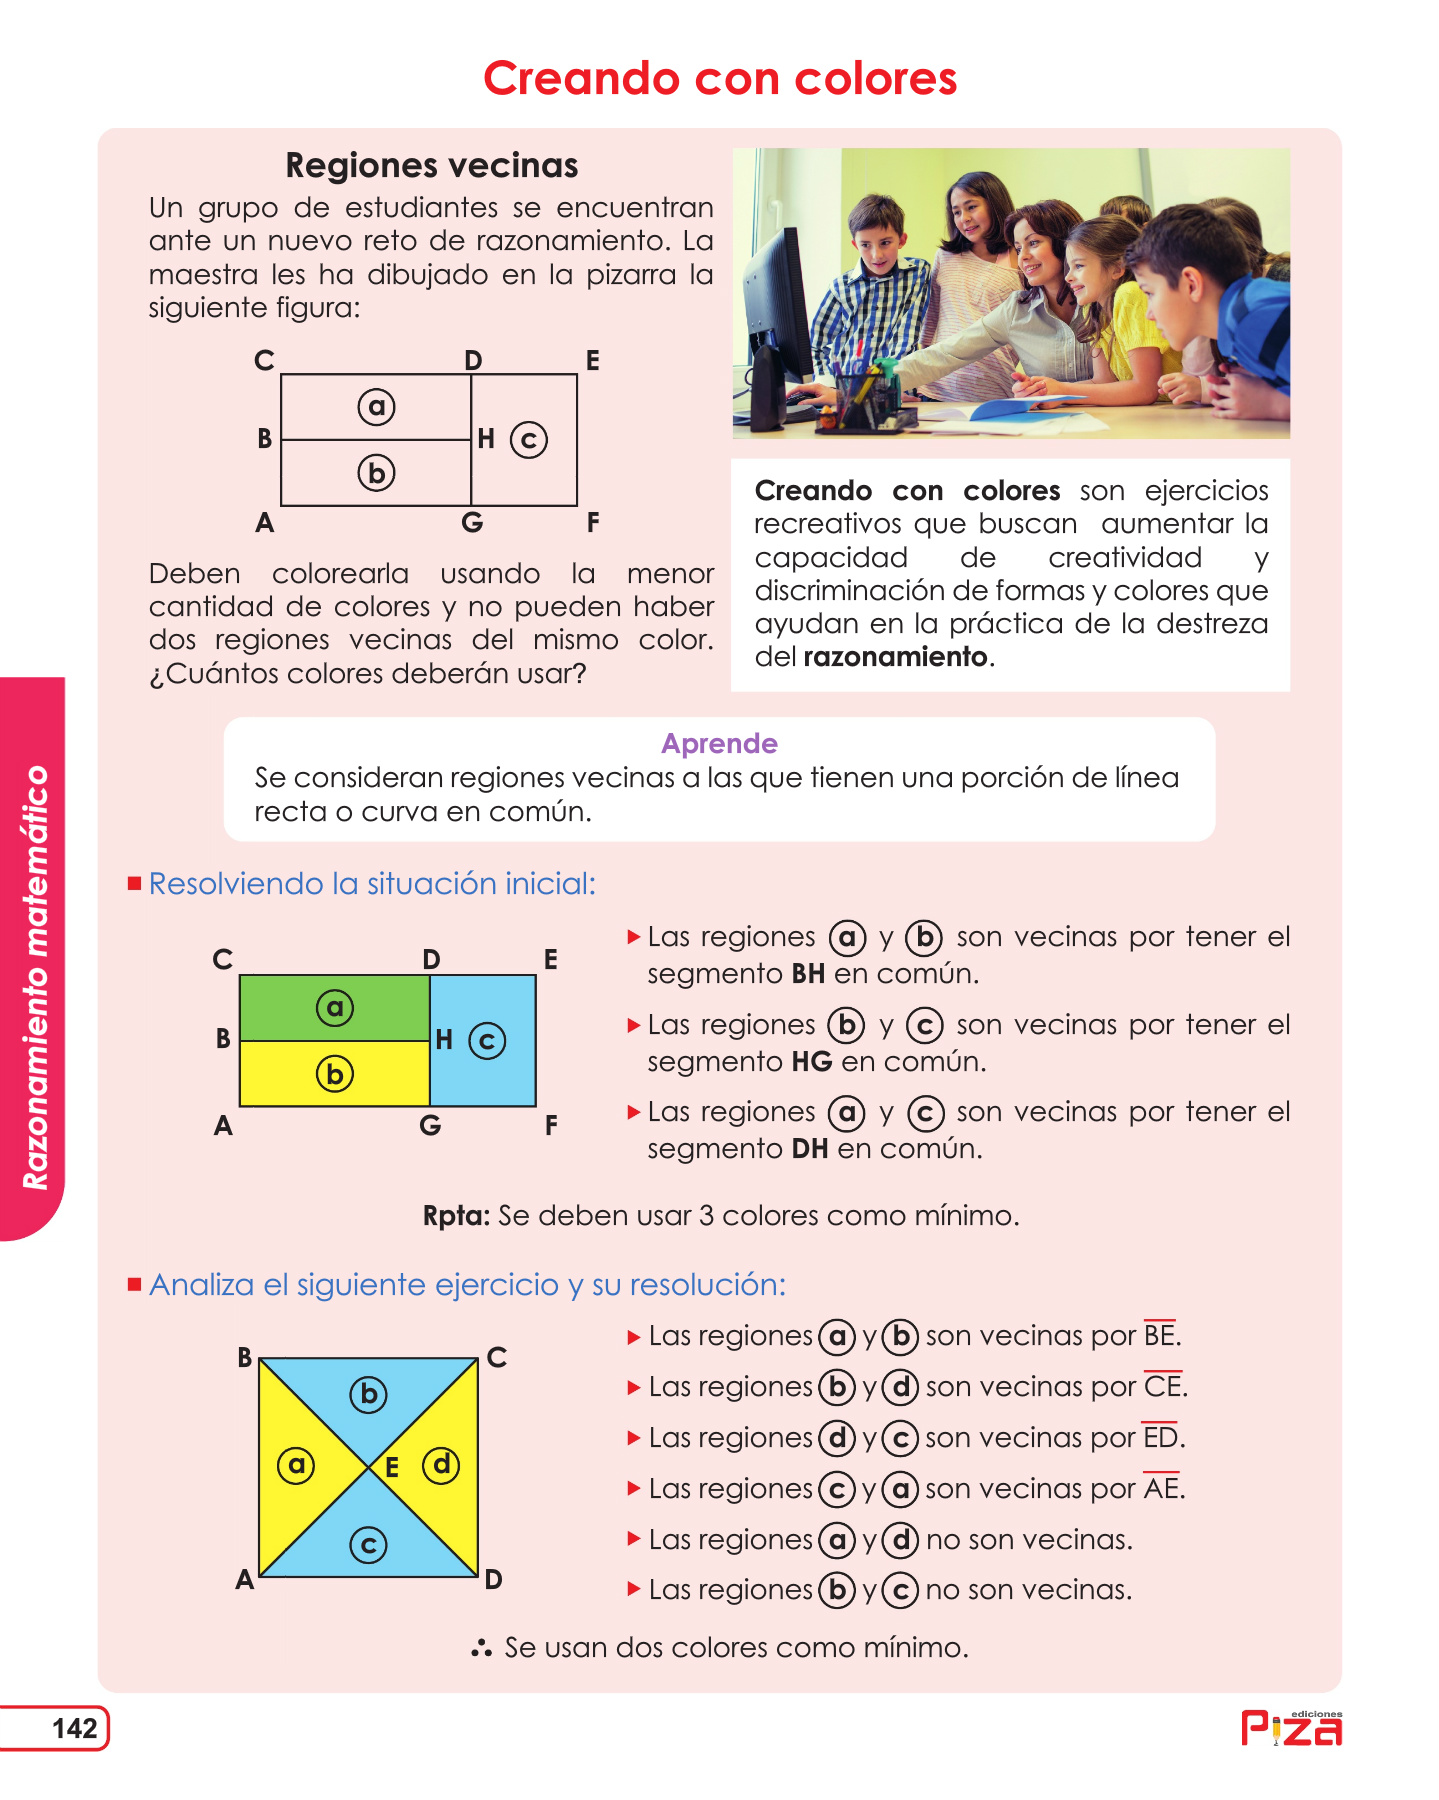 Creando con colores
Regiones vecinas
Un grupo de estudiantes se encuentran
ante un nuevo reto de razonamiento. La
maestra les ha dibujado en la pizarra la
siguiente figura:
C D E
a
B H c
b
A G F
Deben colorearla usando la menor
cantidad de colores y no pueden haber
dos regiones vecinas del mismo color.
¿Cuántos colores deberán usar?
Creando con colores son ejercicios
recreativos que buscan aumentar la
capacidad de creatividad y
discriminación de formas y colores que
ayudan en la práctica de la destreza
del razonamiento.
Aprende
Se consideran regiones vecinas a las que tienen una porción de línea
recta o curva en común.
Resolviendo la situación inicial:
C D E
a
B H c
b
A G F
Las regiones a y b son vecinas por tener el
segmento BH en común.
Las regiones b y c son vecinas por tener el
segmento HG en común.
Las regiones a y c son vecinas por tener el
segmento DH en común.
Rpta: Se deben usar 3 colores como mínimo.
Analiza el siguiente ejercicio y su resolución:
B C
b
a E d
c
A D
Las regiones a y b son vecinas por B̅E̅.
Las regiones b y d son vecinas por C̅E̅.
Las regiones d y c son vecinas por E̅D̅.
Las regiones c y a son vecinas por A̅E̅.
Las regiones a y d no son vecinas.
Las regiones b y c no son vecinas.
∴ Se usan dos colores como mínimo.
Razonamiento matemático
142
ediciones
Piza